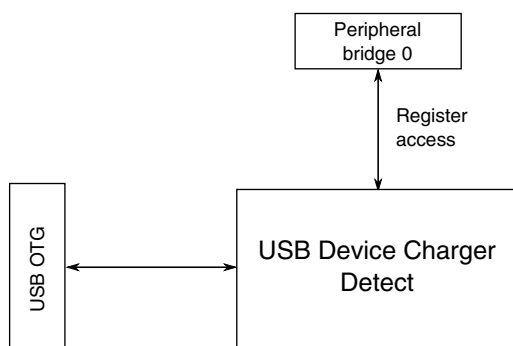 Peripheral
bridge 0
Register
access
USB OTG
USB Device Charger
Detect